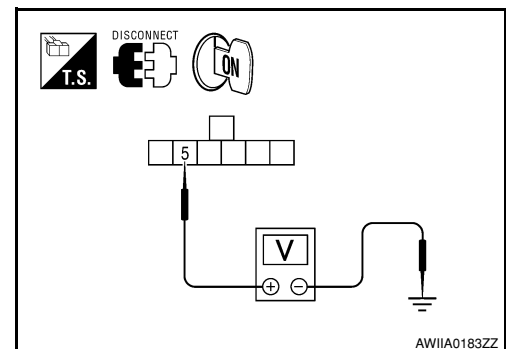 DISCONNECT
T.S.
ON
5
V
+ −
AWIIA0183ZZ